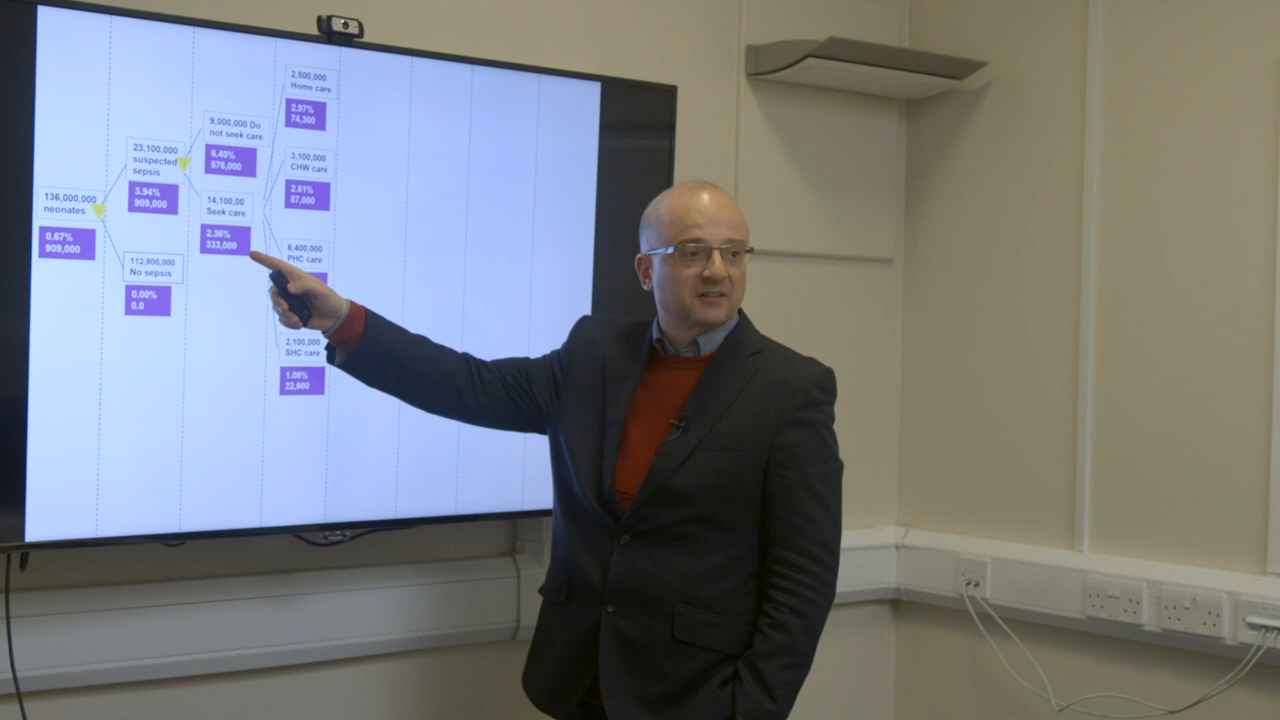 136,000,000
neonates
0.67%
909,000
23,100,000
suspected
sepsis
3.94%
909,000
112,900,000
No sepsis
0.00%
0.0
9,000,000 Do
not seek care
6.40%
576,000
14,100,00
Seek care
2.36%
333,000
2,500,000
Home care
2.97%
74,300
3,100,000
CHW care
2.81%
87,000
6,400,000
PHC care
2,100,000
SHC care
1.08%
22,600